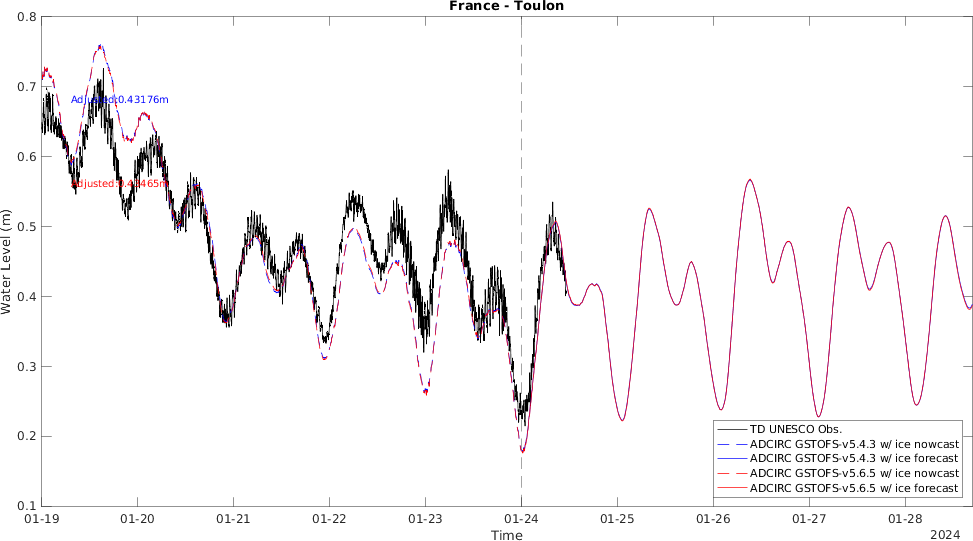 France - Toulon
0.8
0.7
0.6
0.5
0.4
0.3
0.2
0.1
Water Level (m)
Adjusted:0.43176m
TD UNESCO Obs.
ADCIRC GSTOFS-v5.4.3 w/ ice nowcast
ADCIRC GSTOFS-v5.4.3 w/ ice forecast
ADCIRC GSTOFS-v5.6.5 w/ ice nowcast
ADCIRC GSTOFS-v5.6.5 w/ ice forecast
01-19 01-20 01-21 01-22 01-23 01-24 01-25 01-26 01-27 01-28
Time
2024